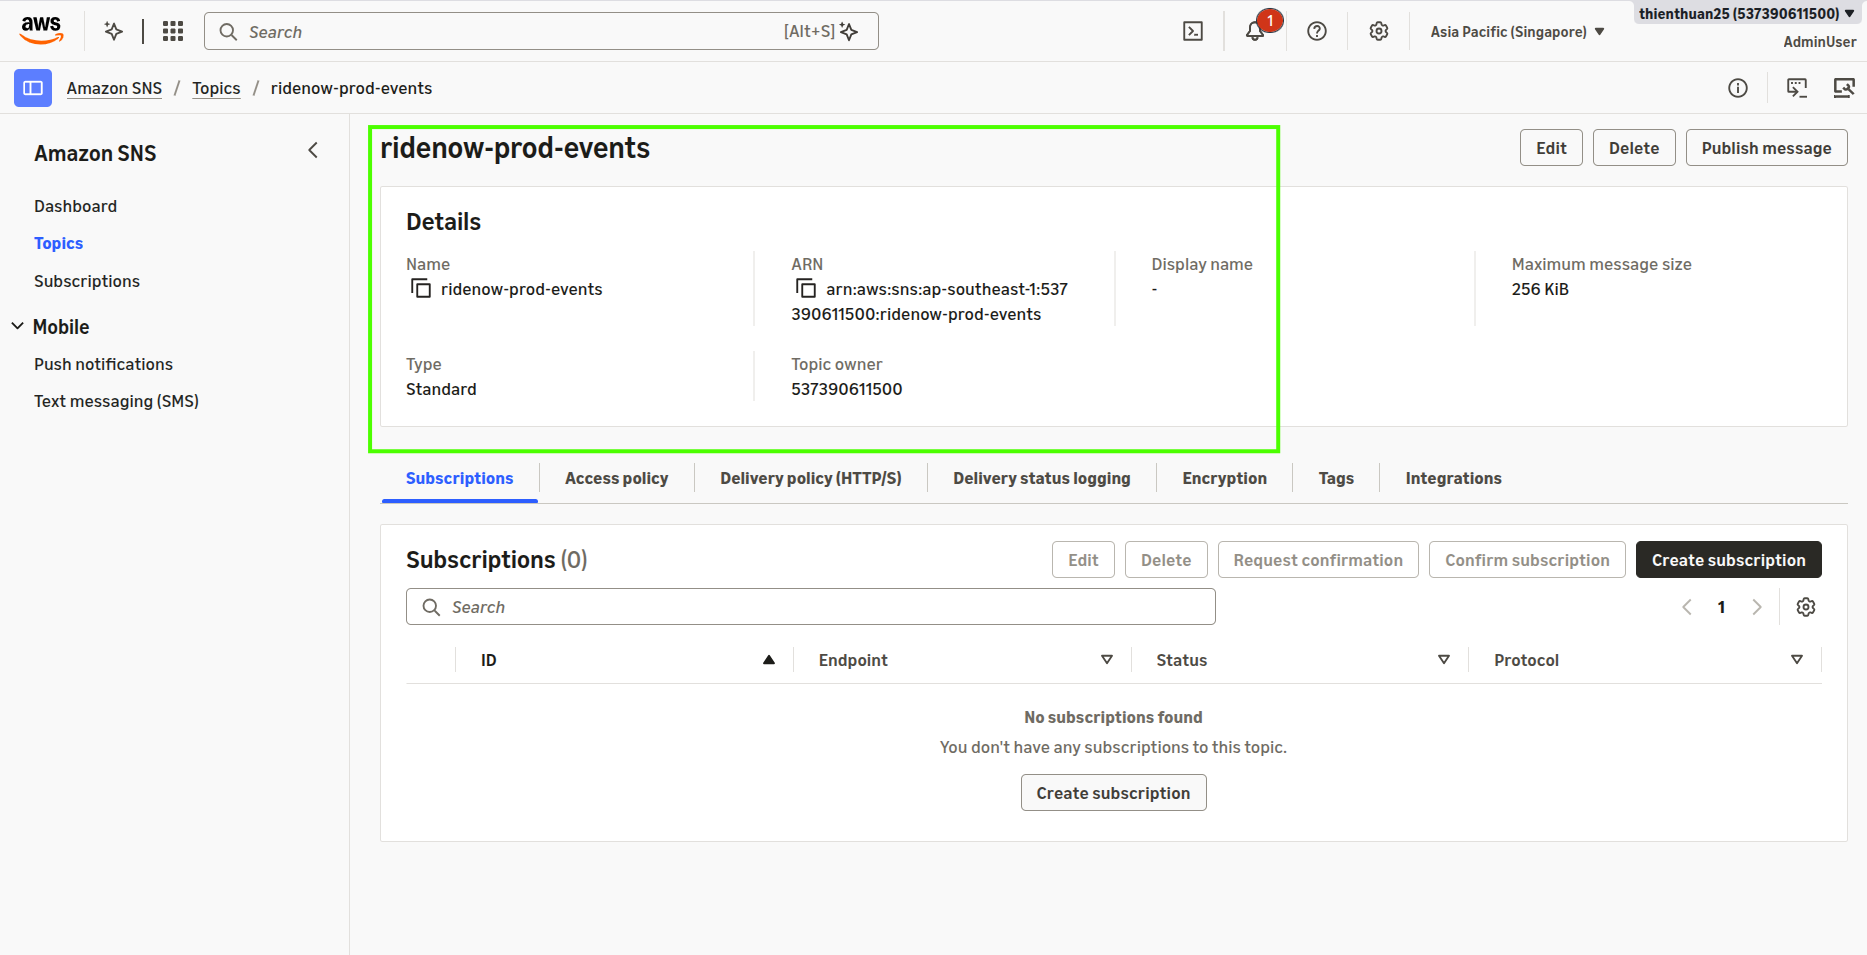 aws
Search
[Alt+S]
1
Asia Pacific (Singapore)
thienthuan25 (537390611500)
AdminUser
Amazon SNS / Topics / ridenow-prod-events
Amazon SNS
Dashboard
Topics
Subscriptions
Mobile
Push notifications
Text messaging (SMS)
ridenow-prod-events
Edit
Delete
Publish message
Details
Name
ridenow-prod-events
ARN
arn:aws:sns:ap-southeast-1:537
390611500:ridenow-prod-events
Display name
-
Maximum message size
256 KiB
Type
Standard
Topic owner
537390611500
Subscriptions
Access policy
Delivery policy (HTTP/S)
Delivery status logging
Encryption
Tags
Integrations
Subscriptions (0)
Edit
Delete
Request confirmation
Confirm subscription
Create subscription
Search
1
ID
Endpoint
Status
Protocol
No subscriptions found
You don't have any subscriptions to this topic.
Create subscription